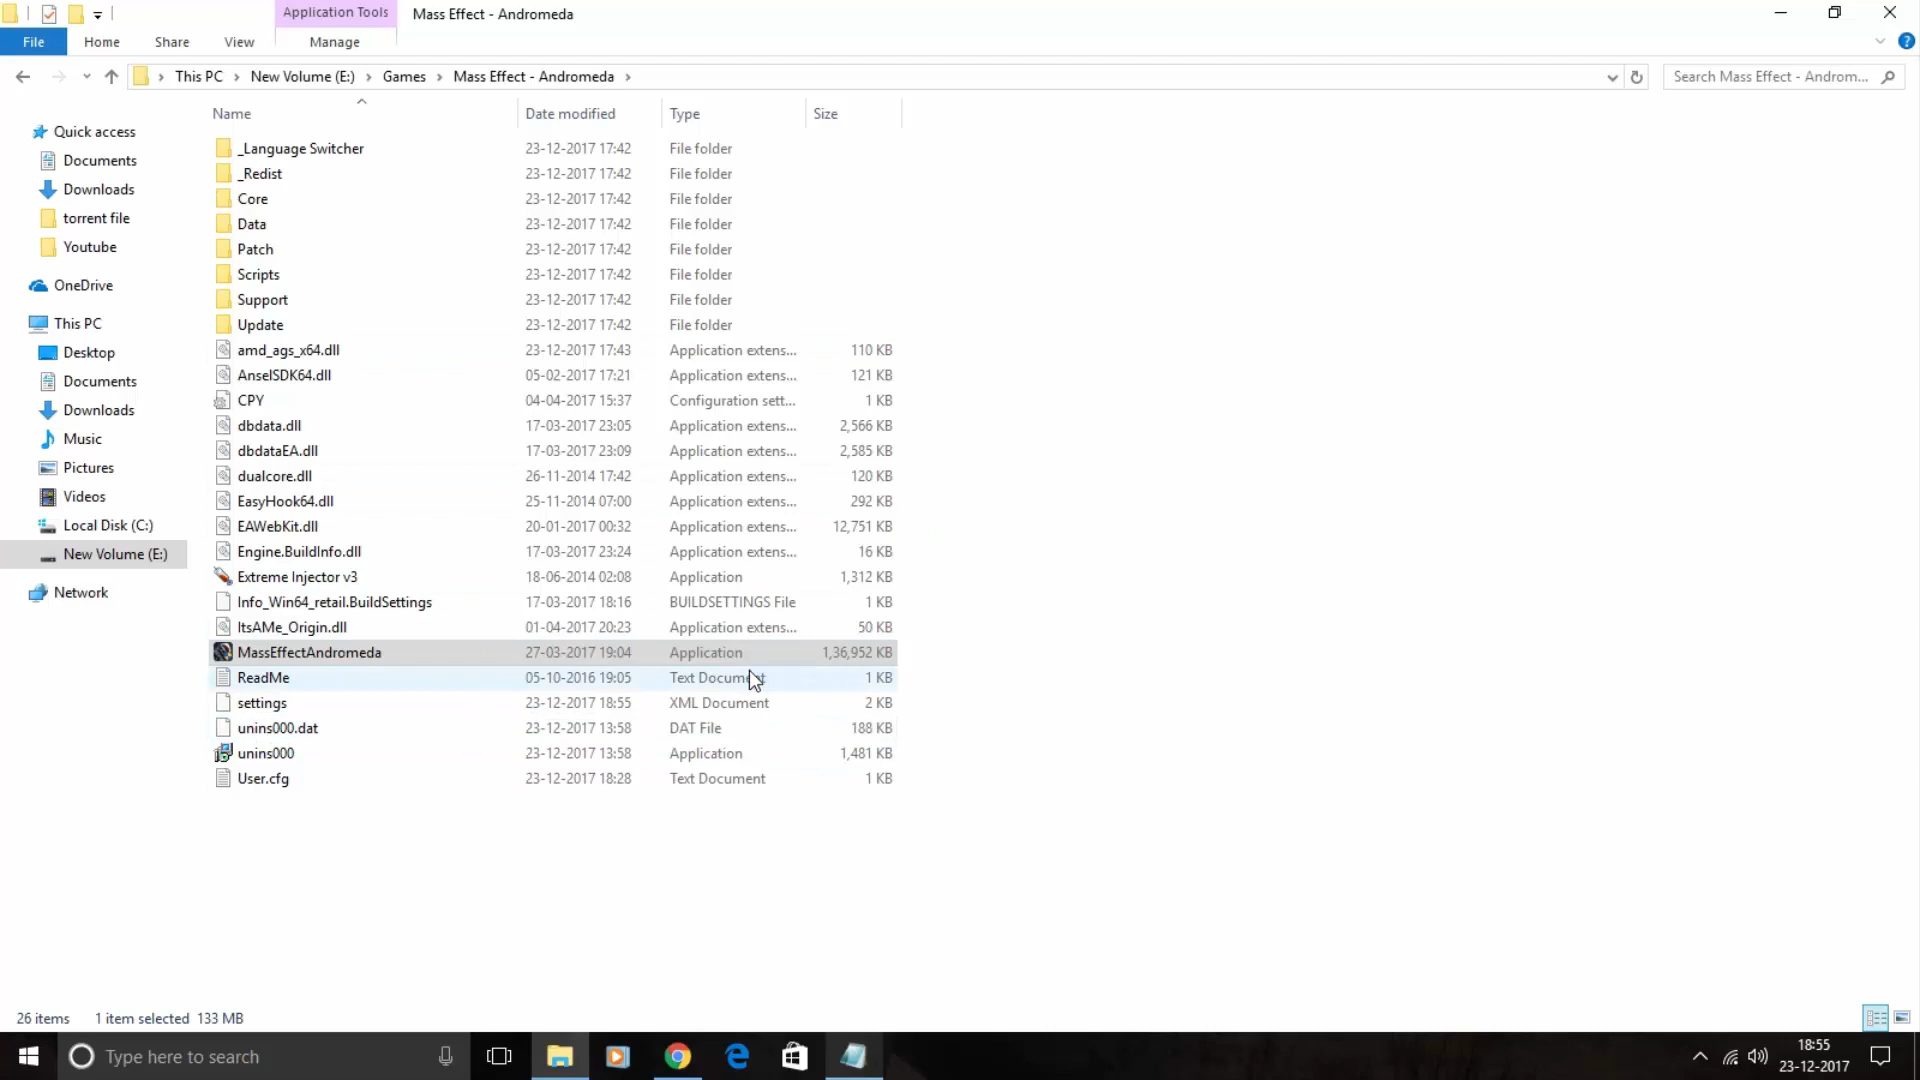 Application Tools
Mass Effect - Andromeda
File
Home
Share
View
Manage
This PC
New Volume (E:)
Games
Mass Effect - Andromeda
Search Mass Effect - Androm...
Name
Date modified
Type
Size
Quick access
Documents
Downloads
torrent file
Youtube
OneDrive
This PC
Desktop
Documents
Downloads
Music
Pictures
Videos
Local Disk (C:)
New Volume (E:)
Network
_Language Switcher 23-12-2017 17:42 File folder
_Redist 23-12-2017 17:42 File folder
Core 23-12-2017 17:42 File folder
Data 23-12-2017 17:42 File folder
Patch 23-12-2017 17:42 File folder
Scripts 23-12-2017 17:42 File folder
Support 23-12-2017 17:42 File folder
Update 23-12-2017 17:42 File folder
amd_ags_x64.dll 23-12-2017 17:43 Application extens... 110 KB
AnselSDK64.dll 05-02-2017 17:21 Application extens... 121 KB
CPY 04-04-2017 15:37 Configuration sett... 1 KB
dbdata.dll 17-03-2017 23:05 Application extens... 2,566 KB
dbdataEA.dll 17-03-2017 23:09 Application extens... 2,585 KB
dualcore.dll 26-11-2014 17:42 Application extens... 120 KB
EasyHook64.dll 25-11-2014 07:00 Application extens... 292 KB
EAWebKit.dll 20-01-2017 00:32 Application extens... 12,751 KB
Engine.BuildInfo.dll 17-03-2017 23:24 Application extens... 16 KB
Extreme Injector v3 18-06-2014 02:08 Application 1,312 KB
Info_Win64_retail.BuildSettings 17-03-2017 18:16 BUILDSETTINGS File 1 KB
ItsAMe_Origin.dll 01-04-2017 20:23 Application extens... 50 KB
MassEffectAndromeda 27-03-2017 19:04 Application 1,36,952 KB
ReadMe 05-10-2016 19:05 Text Document 1 KB
settings 23-12-2017 18:55 XML Document 2 KB
unins000.dat 23-12-2017 13:58 DAT File 188 KB
unins000 23-12-2017 13:58 Application 1,481 KB
User.cfg 23-12-2017 18:28 Text Document 1 KB
26 items
1 item selected 133 MB
Type here to search
18:55
23-12-2017